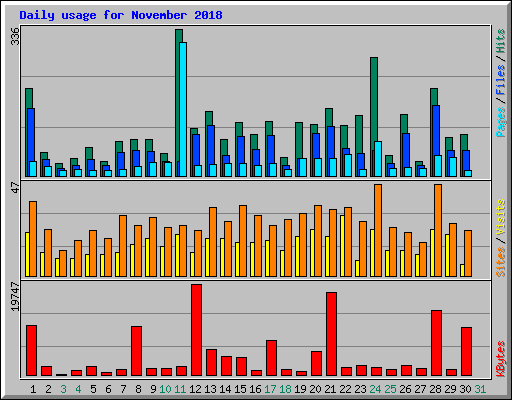 Daily usage for November 2018
336
Pages / Files / Hits
47
Sites / Visits
19747
KBytes
1 2 3 4 5 6 7 8 9 10 11 12 13 14 15 16 17 18 19 20 21 22 23 24 25 26 27 28 29 30 31